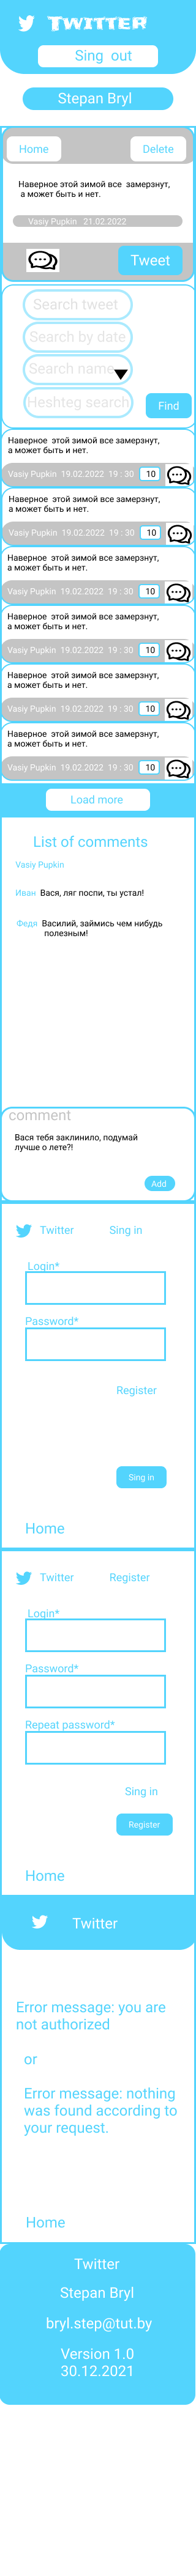 Twitter
Sing out
Stepan Bryl
Home
Delete
Наверное этой зимой все замерзнут,
а может быть и нет.
Vasiy Pupkin 21.02.2022
Tweet
Search tweet
Search by date
Search name
Heshteg search
Find
Наверное этой зимой все замерзнут,
а может быть и нет.
Vasiy Pupkin 19.02.2022 19 : 30 10
Наверное этой зимой все замерзнут,
а может быть и нет.
Vasiy Pupkin 19.02.2022 19 : 30 10
Наверное этой зимой все замерзнут,
а может быть и нет.
Vasiy Pupkin 19.02.2022 19 : 30 10
Наверное этой зимой все замерзнут,
а может быть и нет.
Vasiy Pupkin 19.02.2022 19 : 30 10
Наверное этой зимой все замерзнут,
а может быть и нет.
Vasiy Pupkin 19.02.2022 19 : 30 10
Наверное этой зимой все замерзнут,
а может быть и нет.
Vasiy Pupkin 19.02.2022 19 : 30 10
Load more
List of comments
Vasiy Pupkin
Иван Вася, ляг поспи, ты устал!
Федя Василий, займись чем нибудь
полезным!
comment
Вася тебя заклинило, подумай
лучше о лете?!
Add
Twitter Sing in
Login*
Password*
Register
Sing in
Home
Twitter Register
Login*
Password*
Repeat password*
Sing in
Register
Home
Twitter
Error message: you are
not authorized
or
Error message: nothing
was found according to
your request.
Home
Twitter
Stepan Bryl
bryl.step@tut.by
Version 1.0
30.12.2021